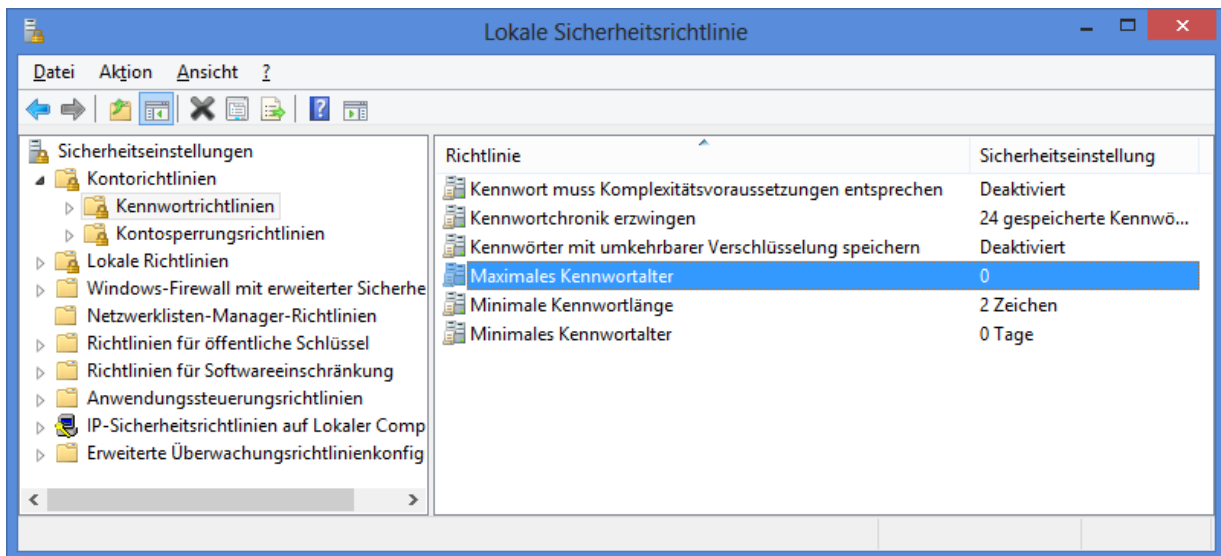 Lokale Sicherheitsrichtlinie
Datei Aktion Ansicht ?
Sicherheitseinstellungen
Kontorichtlinien
Kennwortrichtlinien
Kontosperrungsrichtlinien
Lokale Richtlinien
Windows-Firewall mit erweiterter Sicherhe
Netzwerklisten-Manager-Richtlinien
Richtlinien für öffentliche Schlüssel
Richtlinien für Softwareeinschränkung
Anwendungssteuerungsrichtlinien
IP-Sicherheitsrichtlinien auf Lokaler Comp
Erweiterte Überwachungsrichtlinienkonfig
Richtlinie Sicherheitseinstellung
Kennwort muss Komplexitätsvoraussetzungen entsprechen Deaktiviert
Kennwortchronik erzwingen 24 gespeicherte Kennwö...
Kennwörter mit umkehrbarer Verschlüsselung speichern Deaktiviert
Maximales Kennwortalter 0
Minimale Kennwortlänge 2 Zeichen
Minimales Kennwortalter 0 Tage